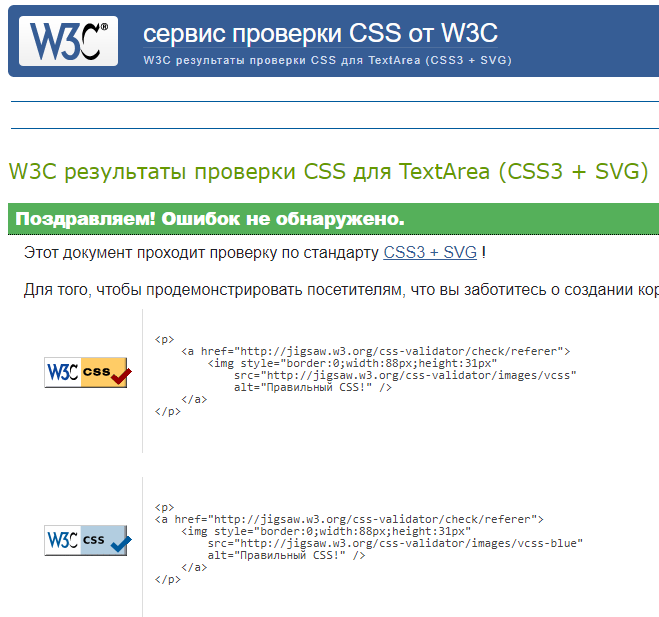 W3C®
сервис проверки CSS от W3C
W3C результаты проверки CSS для TextArea (CSS3 + SVG)
W3C результаты проверки CSS для TextArea (CSS3 + SVG)
Поздравляем! Ошибок не обнаружено.
Этот документ проходит проверку по стандарту CSS3 + SVG !
Для того, чтобы продемонстрировать посетителям, что вы заботитесь о создании кор
W3C css
<p>
<a href="http://jigsaw.w3.org/css-validator/check/referer">
<img style="border:0;width:88px;height:31px"
src="http://jigsaw.w3.org/css-validator/images/vcss"
alt="Правильный CSS!" />
</a>
</p>
W3C css
<p>
<a href="http://jigsaw.w3.org/css-validator/check/referer">
<img style="border:0;width:88px;height:31px"
src="http://jigsaw.w3.org/css-validator/images/vcss-blue"
alt="Правильный CSS!" />
</a>
</p>